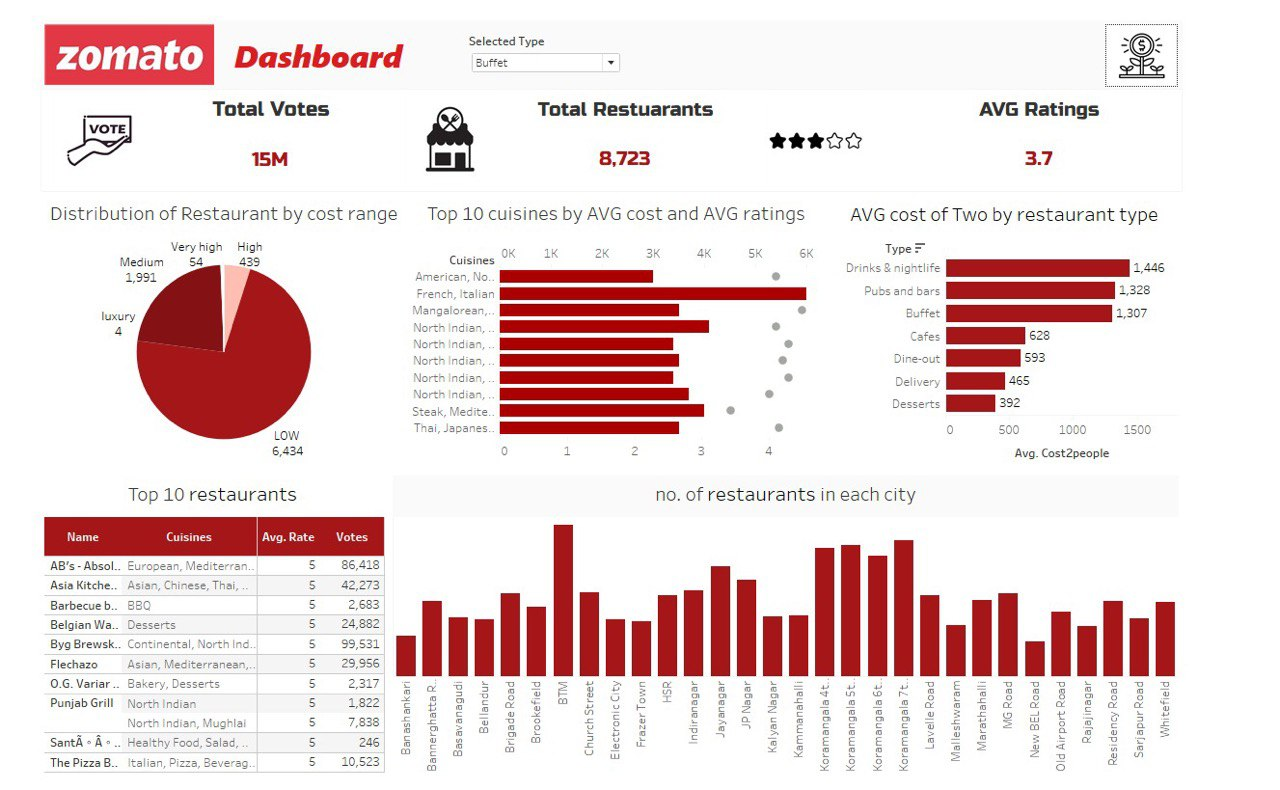 zomato
Dashboard
Selected Type
Buffet
Total Votes
VOTE
15M
Total Restuarants
8,723
AVG Ratings
3.7
$
Distribution of Restaurant by cost range
Very high
54
High
439
Medium
1,991
luxury
4
LOW
6,434
Top 10 cuisines by AVG cost and AVG ratings
Cuisines
0K 1K 2K 3K 4K 5K 6K
American, No..
French, Italian
Mangalorean,..
North Indian, ..
North Indian, ..
North Indian, ..
North Indian, ..
North Indian, ..
Steak, Medite..
Thai, Japanes..
0 1 2 3 4
AVG cost of Two by restaurant type
Type
Drinks & nightlife 1,446
Pubs and bars 1,328
Buffet 1,307
Cafes 628
Dine-out 593
Delivery 465
Desserts 392
0 500 1000 1500
Avg. Cost2people
Top 10 restaurants
Name Cuisines Avg. Rate Votes
AB's - Absol.. European, Mediterran.. 5 86,418
Asia Kitche.. Asian, Chinese, Thai, .. 5 42,273
Barbecue b.. BBQ 5 2,683
Belgian Wa.. Desserts 5 24,882
Byg Brewsk.. Continental, North Ind.. 5 99,531
Flechazo Asian, Mediterranean,.. 5 29,956
O.G. Variar .. Bakery, Desserts 5 2,317
Punjab Grill North Indian 5 1,822
North Indian, Mughlai 5 7,838
SantÃ ∘ Â ∘ .. Healthy Food, Salad, .. 5 246
The Pizza B.. Italian, Pizza, Beverag.. 5 10,523
no. of restaurants in each city
Banashankari
Bannerghatta R..
Basavanagudi
Bellandur
Brigade Road
Brookefield
BTM
Church Street
Electronic City
Frazer Town
HSR
Indiranagar
Jayanagar
JP Nagar
Kalyan Nagar
Kammanahalli
Koramangala 4t..
Koramangala 5t..
Koramangala 6t..
Koramangala 7t..
Lavelle Road
Malleshwaram
Marathahalli
MG Road
New BEL Road
Old Airport Road
Rajajinagar
Residency Road
Sarjapur Road
Whitefield